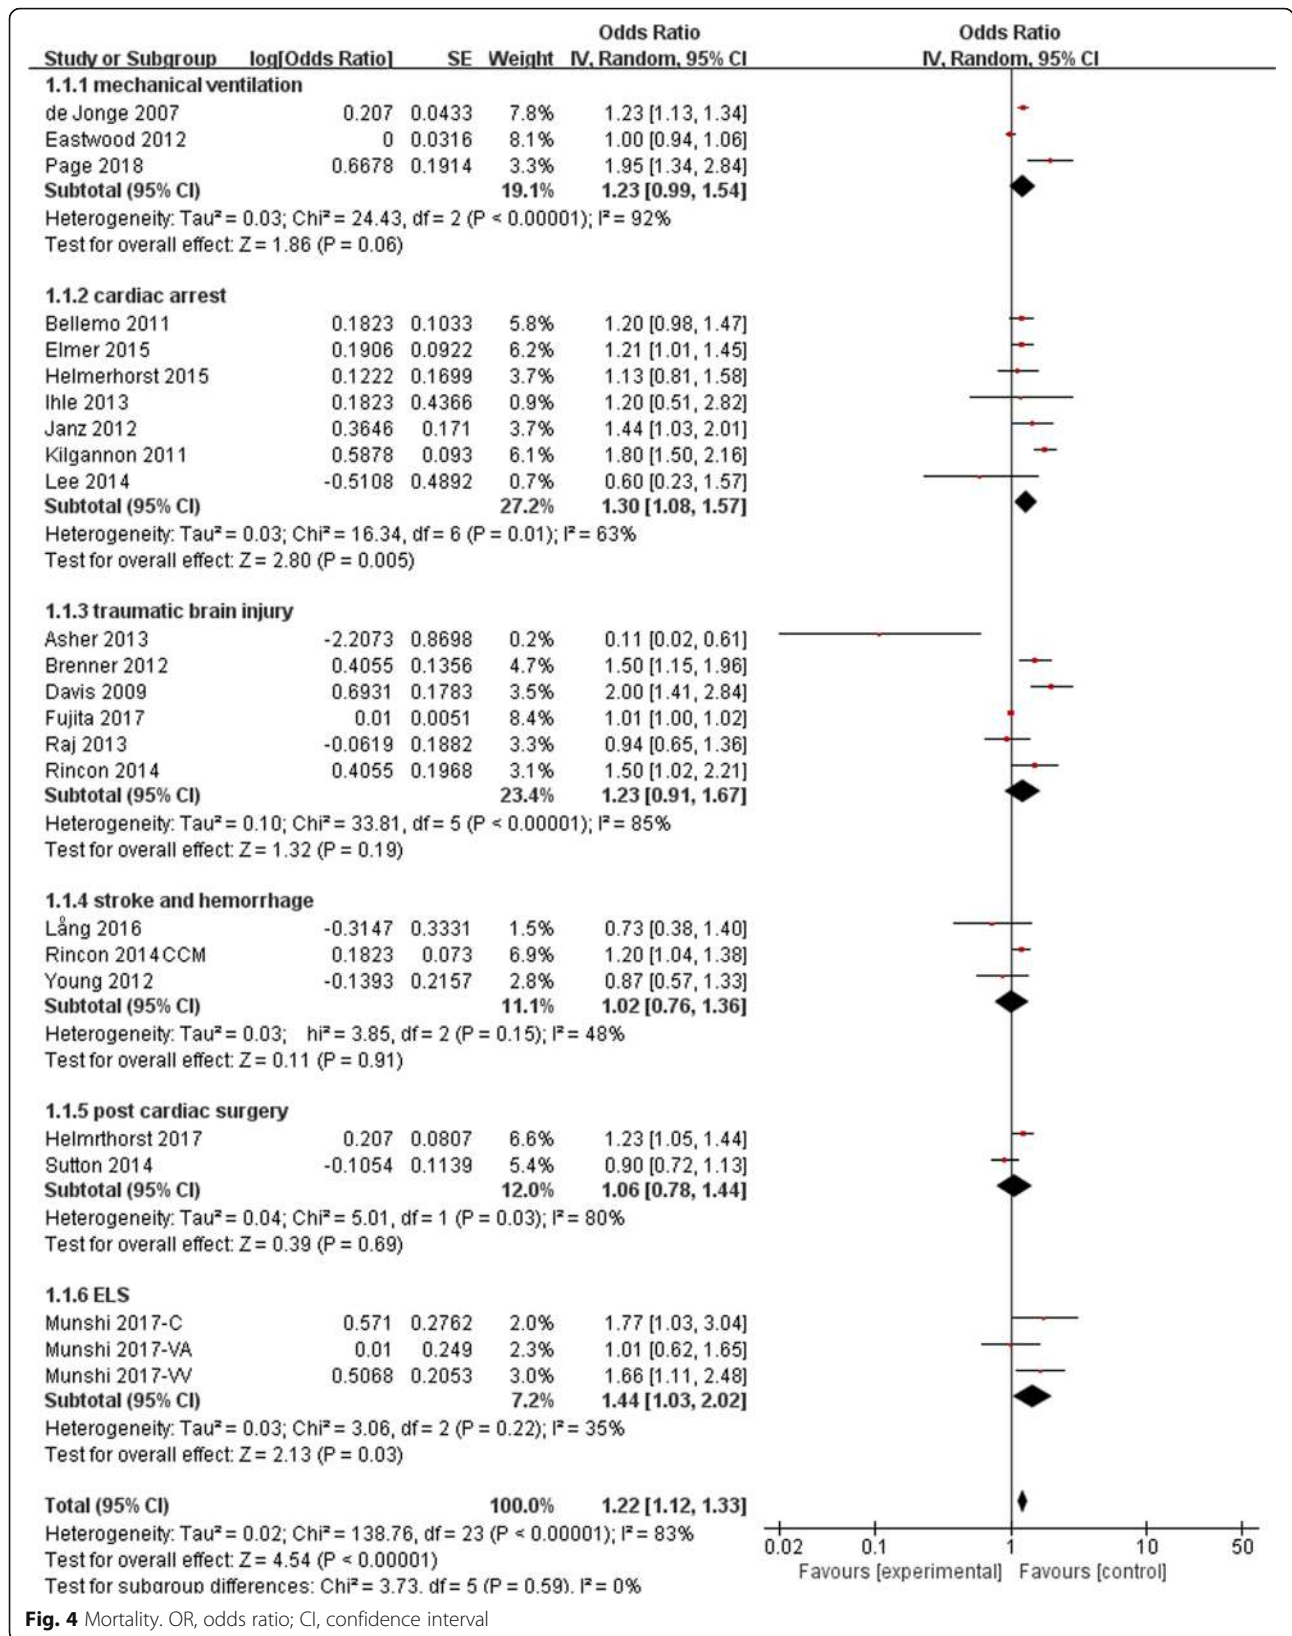 Odds Ratio Odds Ratio
Study or Subgroup log[Odds Ratio] SE Weight IV, Random, 95% CI IV, Random, 95% CI
1.1.1 mechanical ventilation
de Jonge 2007 0.207 0.0433 7.8% 1.23 [1.13, 1.34]
Eastwood 2012 0 0.0316 8.1% 1.00 [0.94, 1.06]
Page 2018 0.6678 0.1914 3.3% 1.95 [1.34, 2.84]
Subtotal (95% CI) 19.1% 1.23 [0.99, 1.54]
Heterogeneity: Tau² = 0.03; Chi² = 24.43, df = 2 (P < 0.00001); I² = 92%
Test for overall effect: Z = 1.86 (P = 0.06)
1.1.2 cardiac arrest
Bellemo 2011 0.1823 0.1033 5.8% 1.20 [0.98, 1.47]
Elmer 2015 0.1906 0.0922 6.2% 1.21 [1.01, 1.45]
Helmerhorst 2015 0.1222 0.1699 3.7% 1.13 [0.81, 1.58]
Ihle 2013 0.1823 0.4366 0.9% 1.20 [0.51, 2.82]
Janz 2012 0.3646 0.171 3.7% 1.44 [1.03, 2.01]
Kilgannon 2011 0.5878 0.093 6.1% 1.80 [1.50, 2.16]
Lee 2014 -0.5108 0.4892 0.7% 0.60 [0.23, 1.57]
Subtotal (95% CI) 27.2% 1.30 [1.08, 1.57]
Heterogeneity: Tau² = 0.03; Chi² = 16.34, df = 6 (P = 0.01); I² = 63%
Test for overall effect: Z = 2.80 (P = 0.005)
1.1.3 traumatic brain injury
Asher 2013 -2.2073 0.8698 0.2% 0.11 [0.02, 0.61]
Brenner 2012 0.4055 0.1356 4.7% 1.50 [1.15, 1.96]
Davis 2009 0.6931 0.1783 3.5% 2.00 [1.41, 2.84]
Fujita 2017 0.01 0.0051 8.4% 1.01 [1.00, 1.02]
Raj 2013 -0.0619 0.1882 3.3% 0.94 [0.65, 1.36]
Rincon 2014 0.4055 0.1968 3.1% 1.50 [1.02, 2.21]
Subtotal (95% CI) 23.4% 1.23 [0.91, 1.67]
Heterogeneity: Tau² = 0.10; Chi² = 33.81, df = 5 (P < 0.00001); I² = 85%
Test for overall effect: Z = 1.32 (P = 0.19)
1.1.4 stroke and hemorrhage
Lång 2016 -0.3147 0.3331 1.5% 0.73 [0.38, 1.40]
Rincon 2014CCM 0.1823 0.073 6.9% 1.20 [1.04, 1.38]
Young 2012 -0.1393 0.2157 2.8% 0.87 [0.57, 1.33]
Subtotal (95% CI) 11.1% 1.02 [0.76, 1.36]
Heterogeneity: Tau² = 0.03; hi² = 3.85, df = 2 (P = 0.15); I² = 48%
Test for overall effect: Z = 0.11 (P = 0.91)
1.1.5 post cardiac surgery
Helmrthorst 2017 0.207 0.0807 6.6% 1.23 [1.05, 1.44]
Sutton 2014 -0.1054 0.1139 5.4% 0.90 [0.72, 1.13]
Subtotal (95% CI) 12.0% 1.06 [0.78, 1.44]
Heterogeneity: Tau² = 0.04; Chi² = 5.01, df = 1 (P = 0.03); I² = 80%
Test for overall effect: Z = 0.39 (P = 0.69)
1.1.6 ELS
Munshi 2017-C 0.571 0.2762 2.0% 1.77 [1.03, 3.04]
Munshi 2017-VA 0.01 0.249 2.3% 1.01 [0.62, 1.65]
Munshi 2017-VV 0.5068 0.2053 3.0% 1.66 [1.11, 2.48]
Subtotal (95% CI) 7.2% 1.44 [1.03, 2.02]
Heterogeneity: Tau² = 0.03; Chi² = 3.06, df = 2 (P = 0.22); I² = 35%
Test for overall effect: Z = 2.13 (P = 0.03)
Total (95% CI) 100.0% 1.22 [1.12, 1.33]
Heterogeneity: Tau² = 0.02; Chi² = 138.76, df = 23 (P < 0.00001); I² = 83%
Test for overall effect: Z = 4.54 (P < 0.00001)
Test for subgroup differences: Chi² = 3.73. df = 5 (P = 0.59). I² = 0%
0.02 0.1 1 10 50
Favours [experimental] Favours [control]
Fig. 4 Mortality. OR, odds ratio; CI, confidence interval